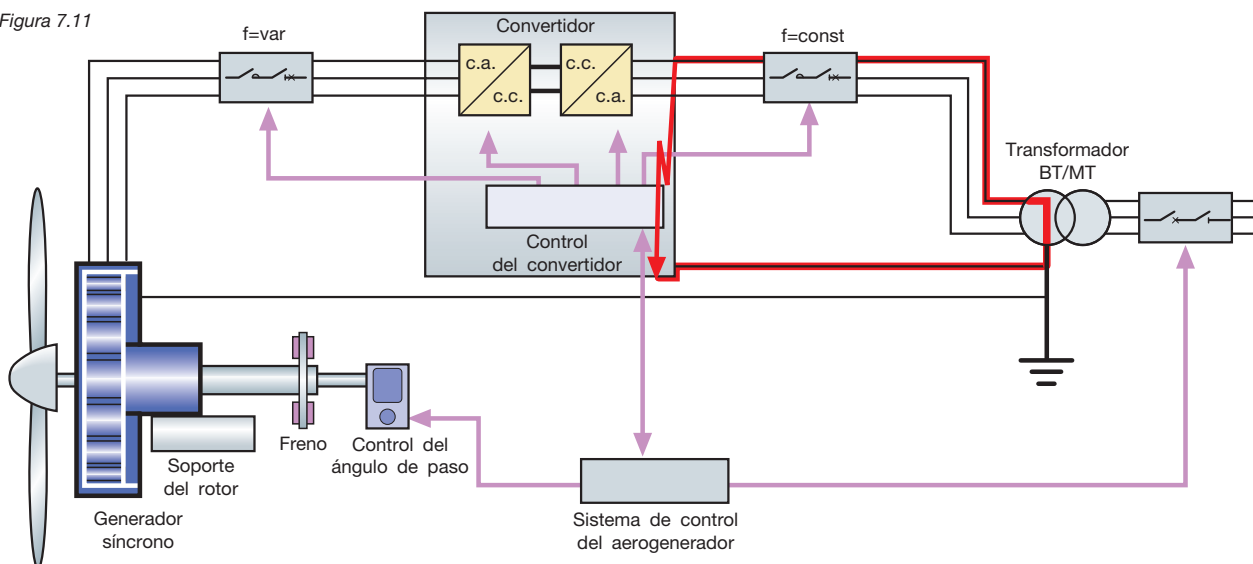 Figura 7.11
Convertidor
f=var
f=const
c.a.
c.c.
c.c.
c.a.
Transformador
BT/MT
Control
del convertidor
Freno
Control del
ángulo de paso
Soporte
del rotor
Generador
síncrono
Sistema de control
del aerogenerador